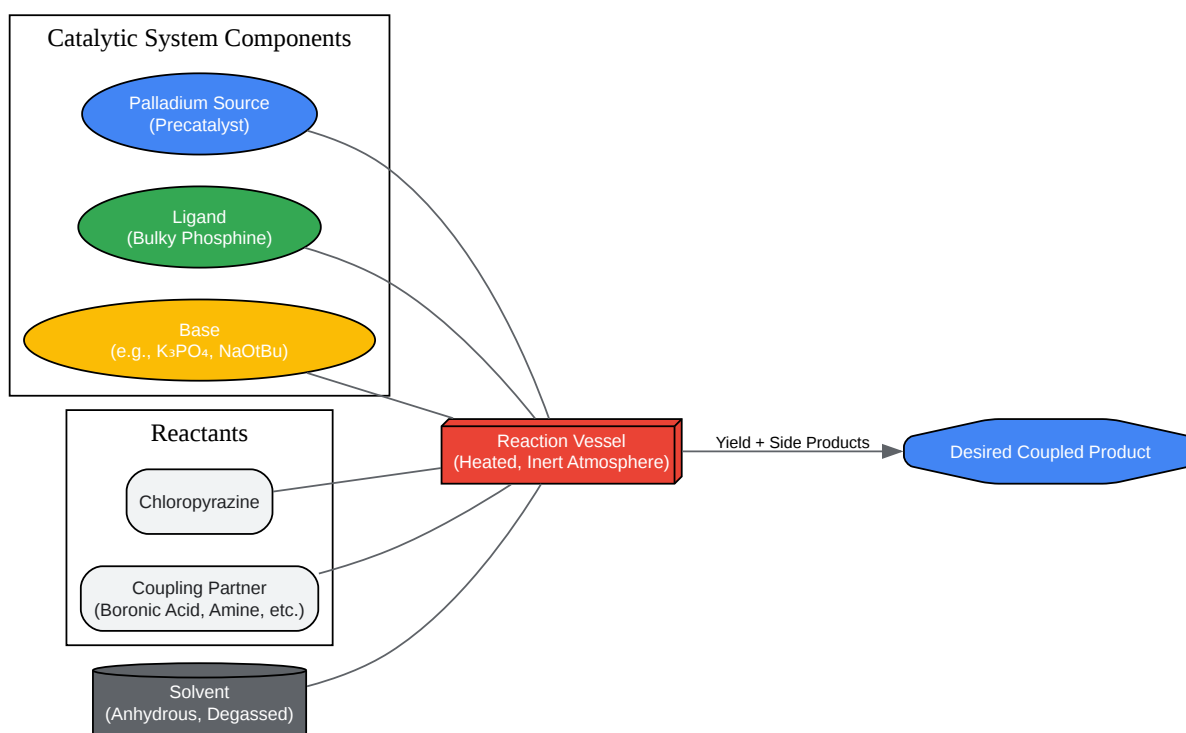 Catalytic System Components
Palladium Source
(Precatalyst)
Ligand
(Bulky Phosphine)
Base
(e.g., K₃PO₄, NaOtBu)
Reactants
Chloropyrazine
Coupling Partner
(Boronic Acid, Amine, etc.)
Solvent
(Anhydrous, Degassed)
Reaction Vessel
(Heated, Inert Atmosphere)
Yield + Side Products
Desired Coupled Product